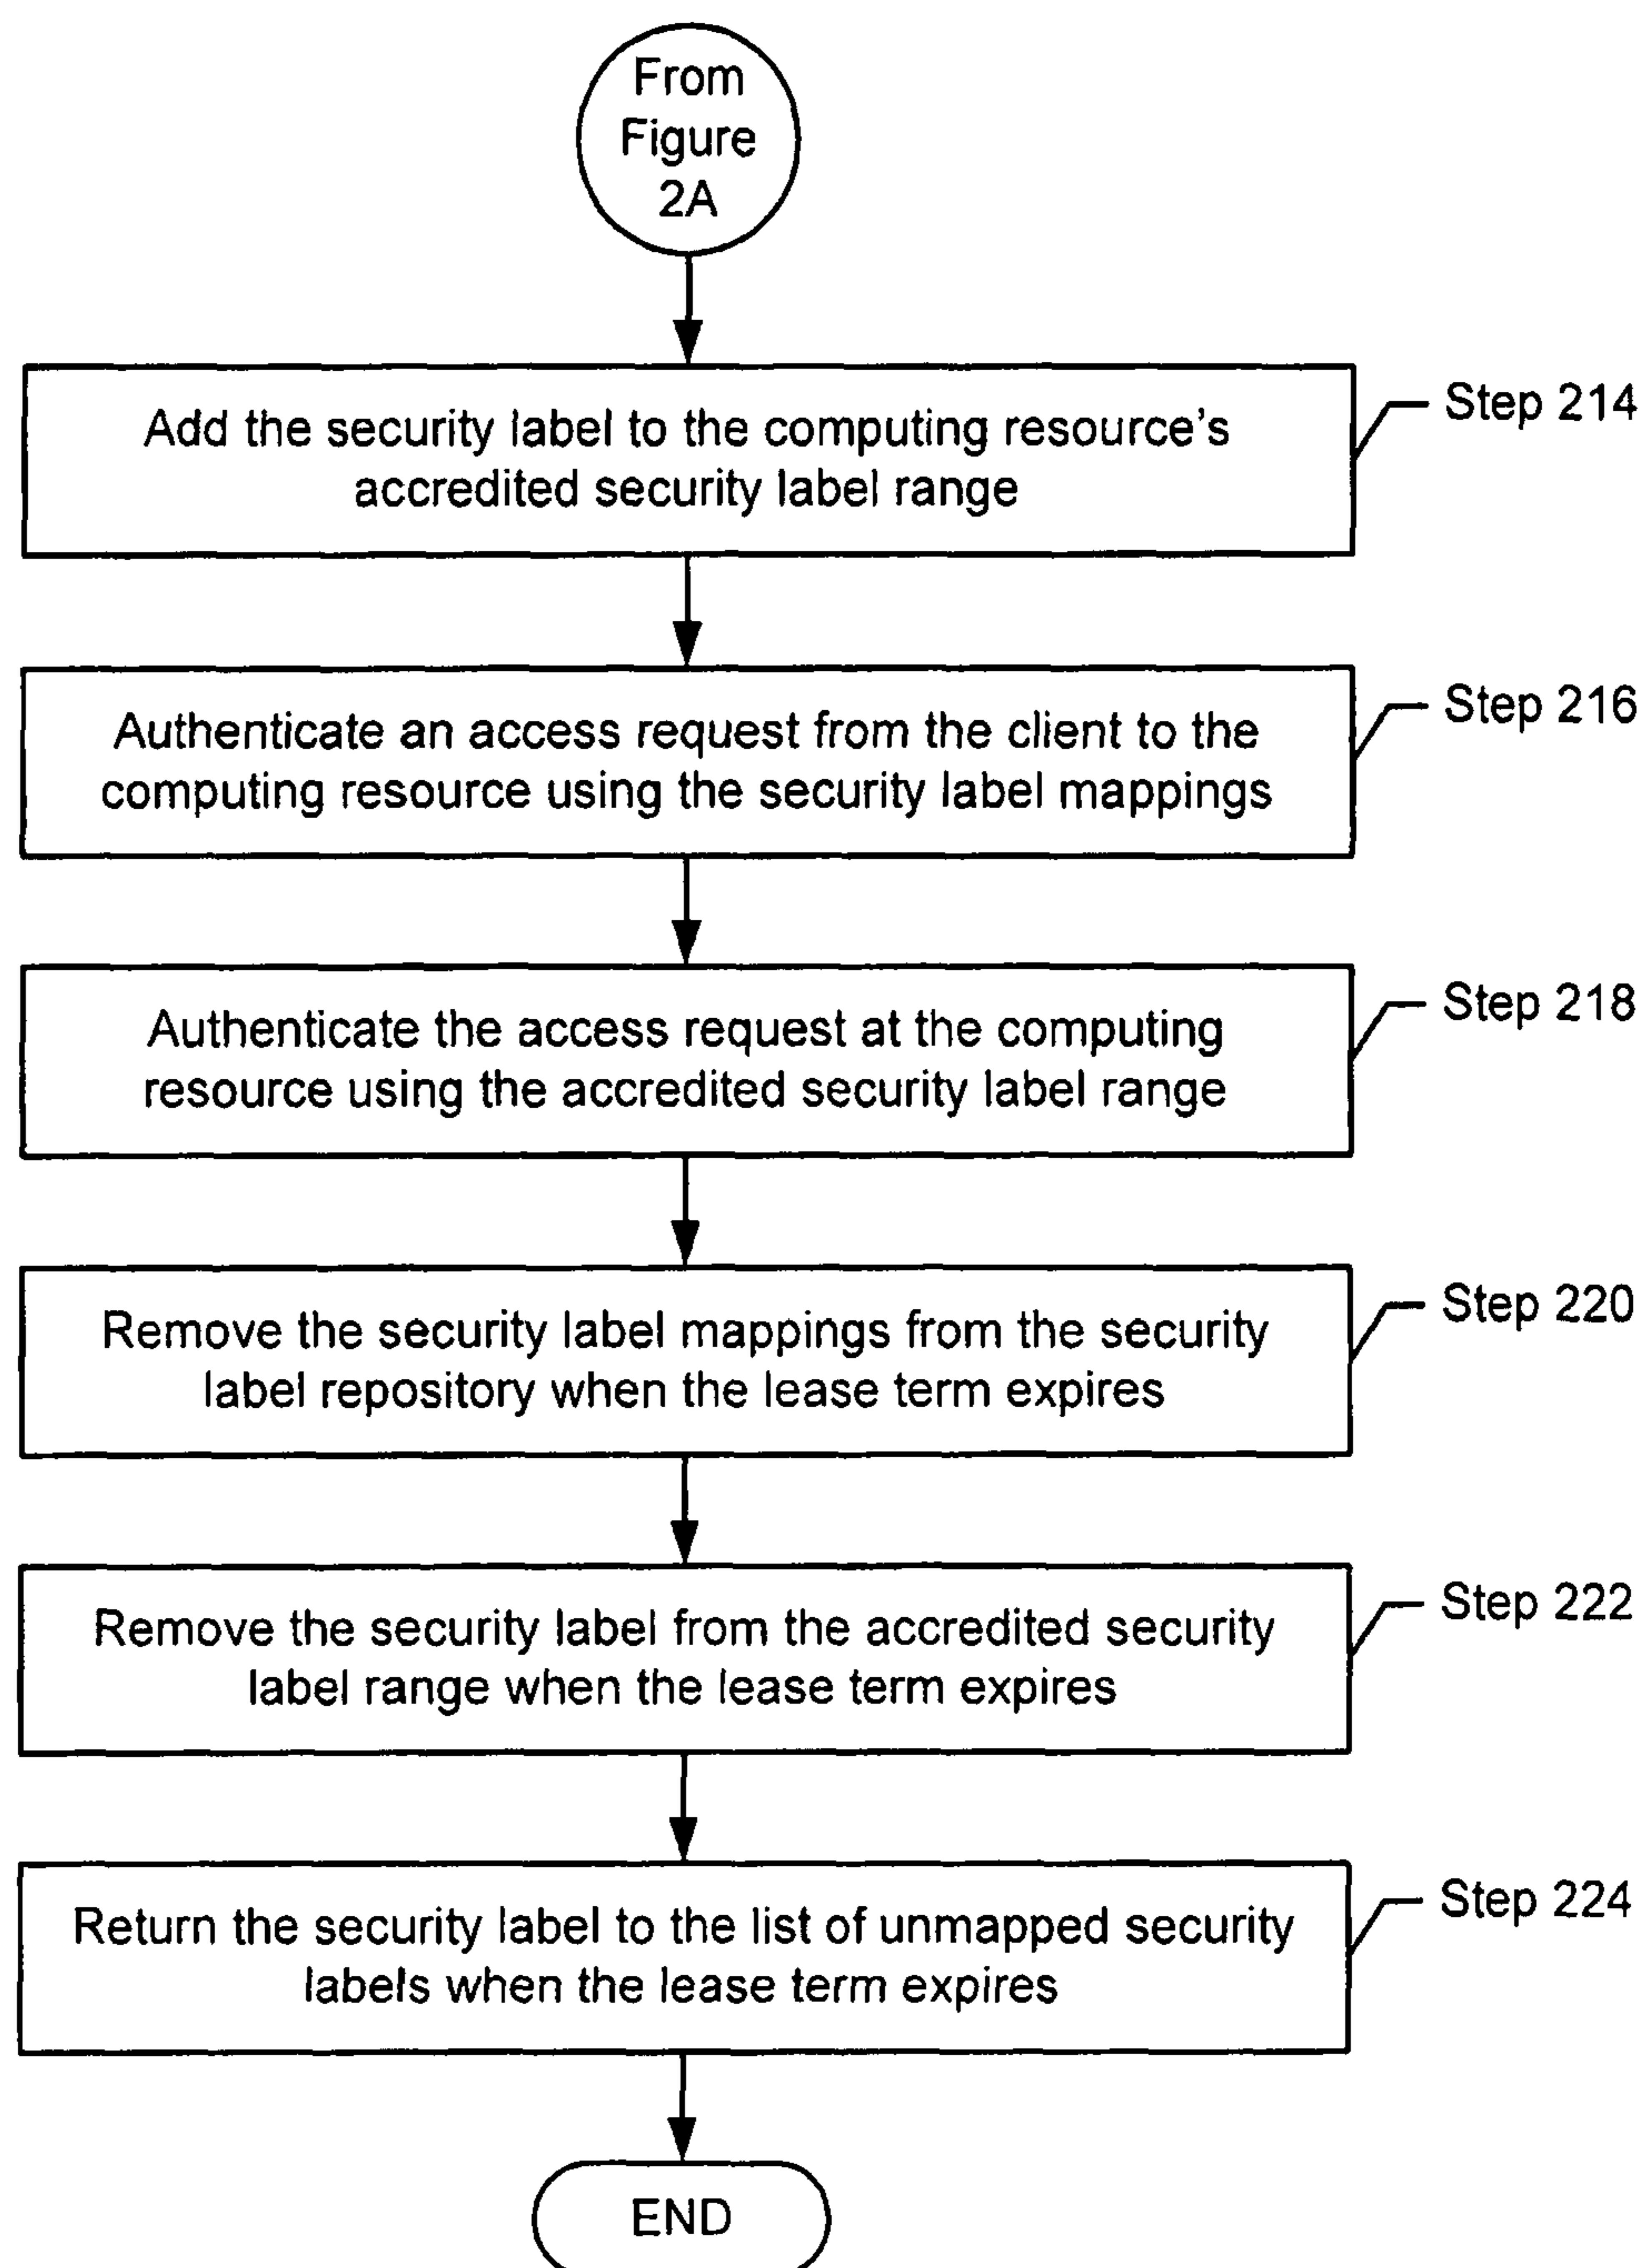 From
Figure
2A
Add the security label to the computing resource's
accredited security label range
Step 214
Authenticate an access request from the client to the
computing resource using the security label mappings
Step 216
Authenticate the access request at the computing
resource using the accredited security label range
Step 218
Remove the security label mappings from the security
label repository when the lease term expires
Step 220
Remove the security label from the accredited security
label range when the lease term expires
Step 222
Return the security label to the list of unmapped security
labels when the lease term expires
Step 224
END